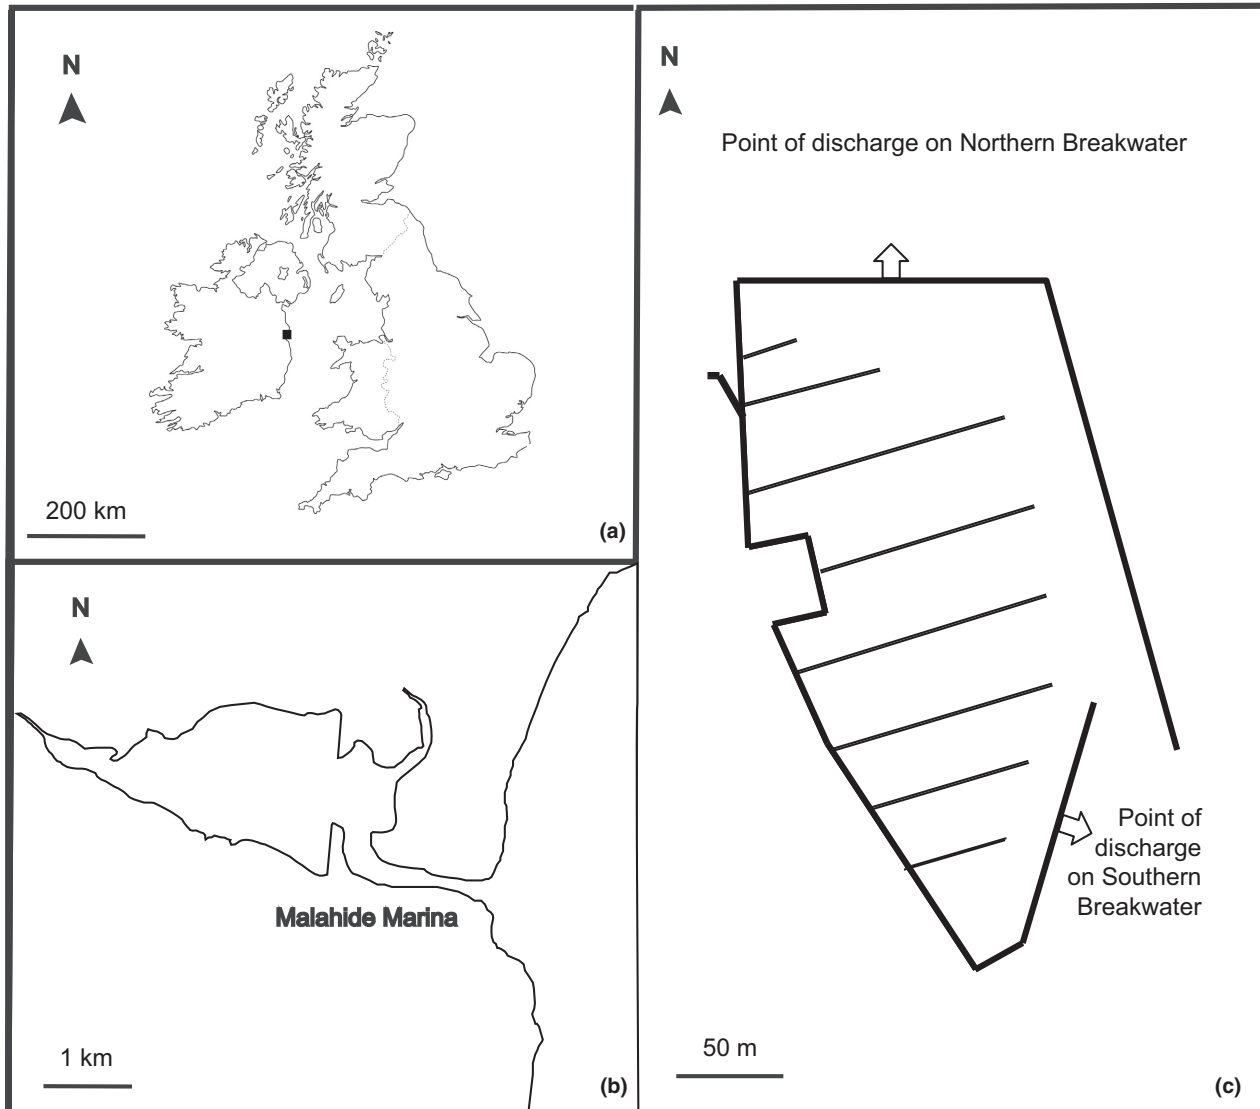 N
200 km
(a)
N
Malahide Marina
1 km
(b)
N
Point of discharge on Northern Breakwater
Point of
discharge
on Southern
Breakwater
50 m
(c)